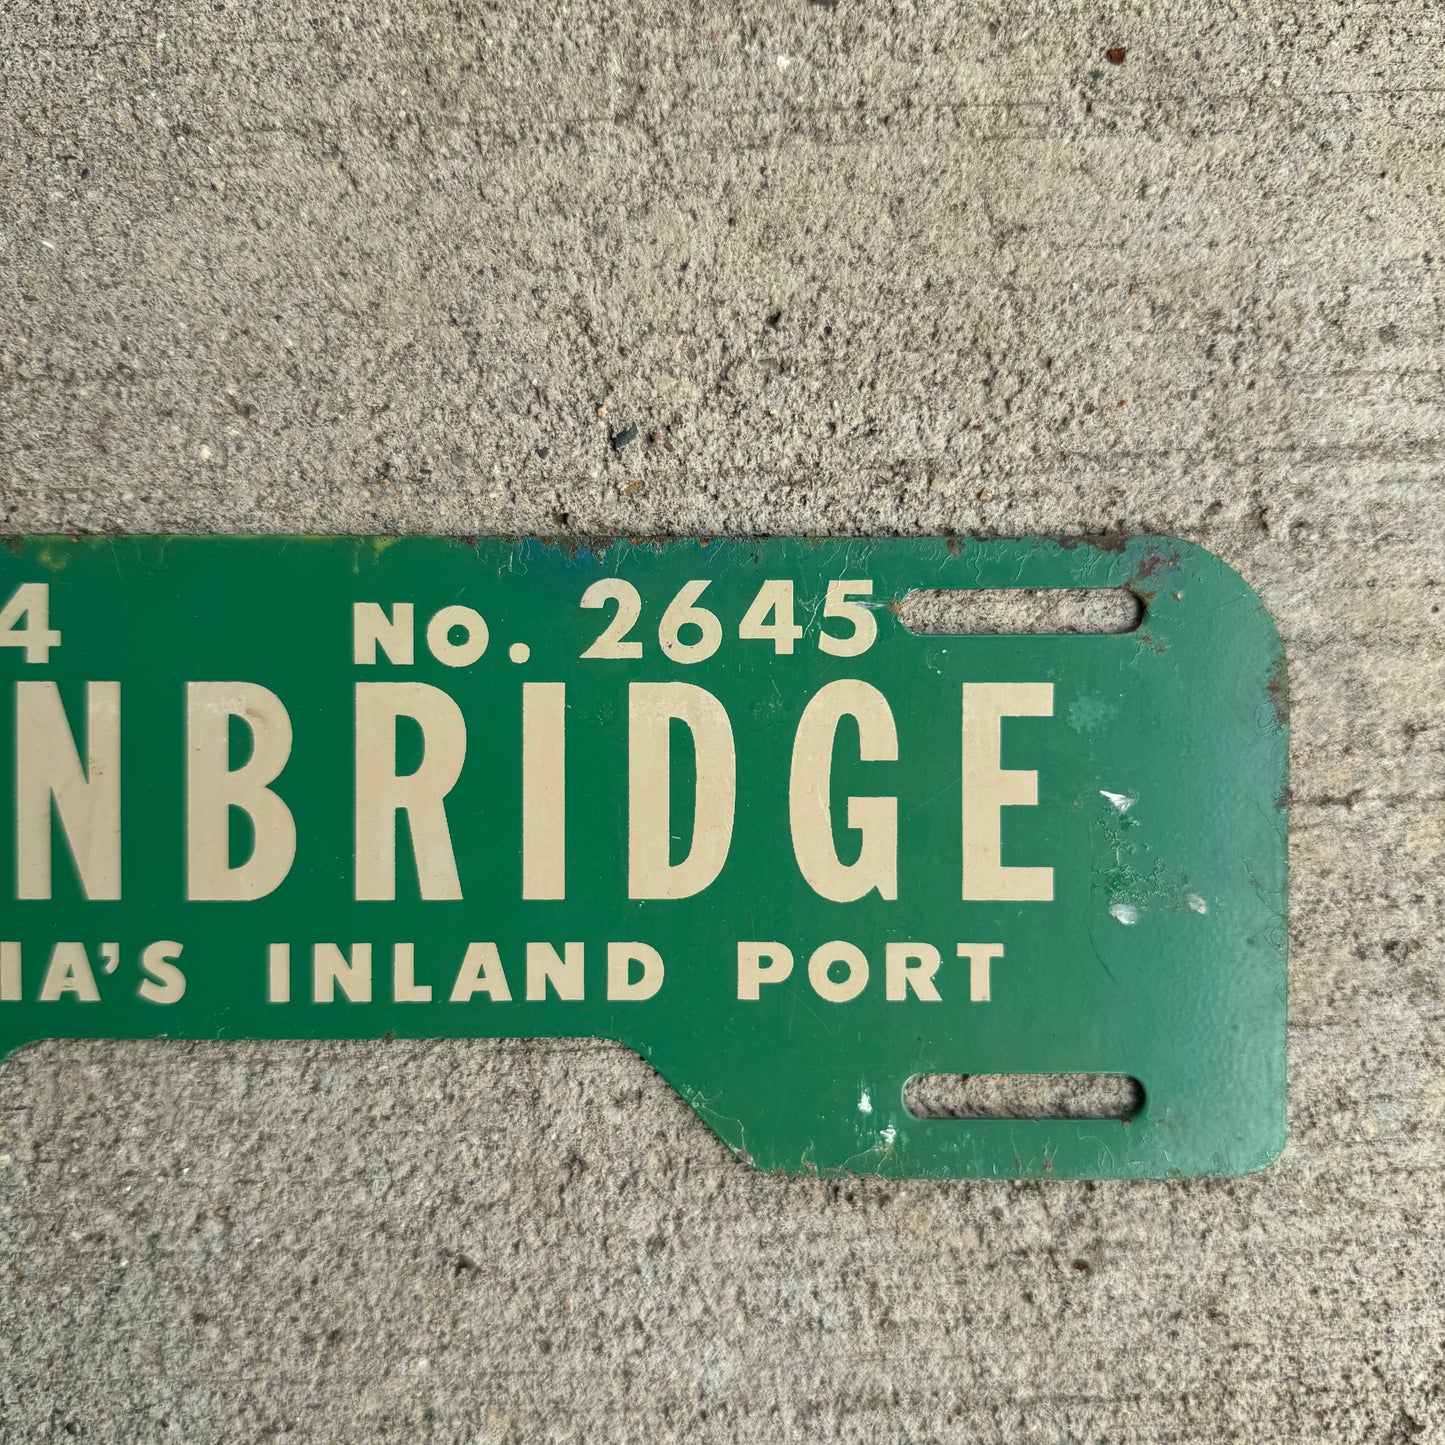 4 No. 2645
NBRIDGE
IA'S INLAND PORT